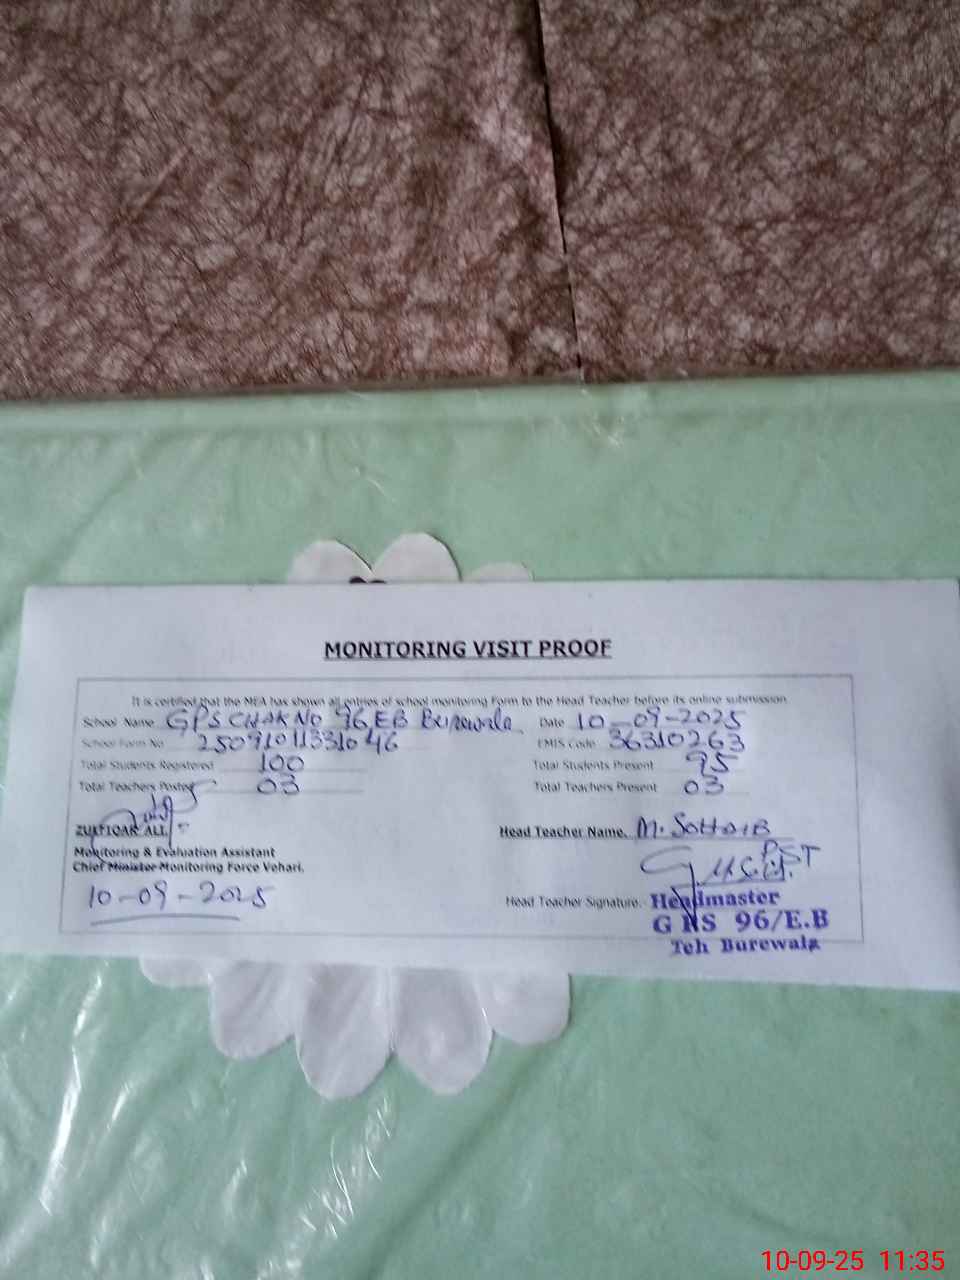 MONITORING VISIT PROOF
It is certified that the MEA has shown all entries of school monitoring Form to the Head Teacher before its online submission
School Name GPS CHAK No 96 EB Burewala Date 10-09-2025
School Form No 25091011331046 EMIS Code 36310263
Total Students Registered 100 Total Students Present 95
Total Teachers Posted 03 Total Teachers Present 03
ZULFIQAR ALI
Monitoring & Evaluation Assistant
Chief Minister Monitoring Force Vehari.
10-09-2025
Head Teacher Name. M. SOHAIB
PST
Head Teacher Signature. Headmaster
GPS 96/E.B
Teh Burewala
10-09-25 11:35